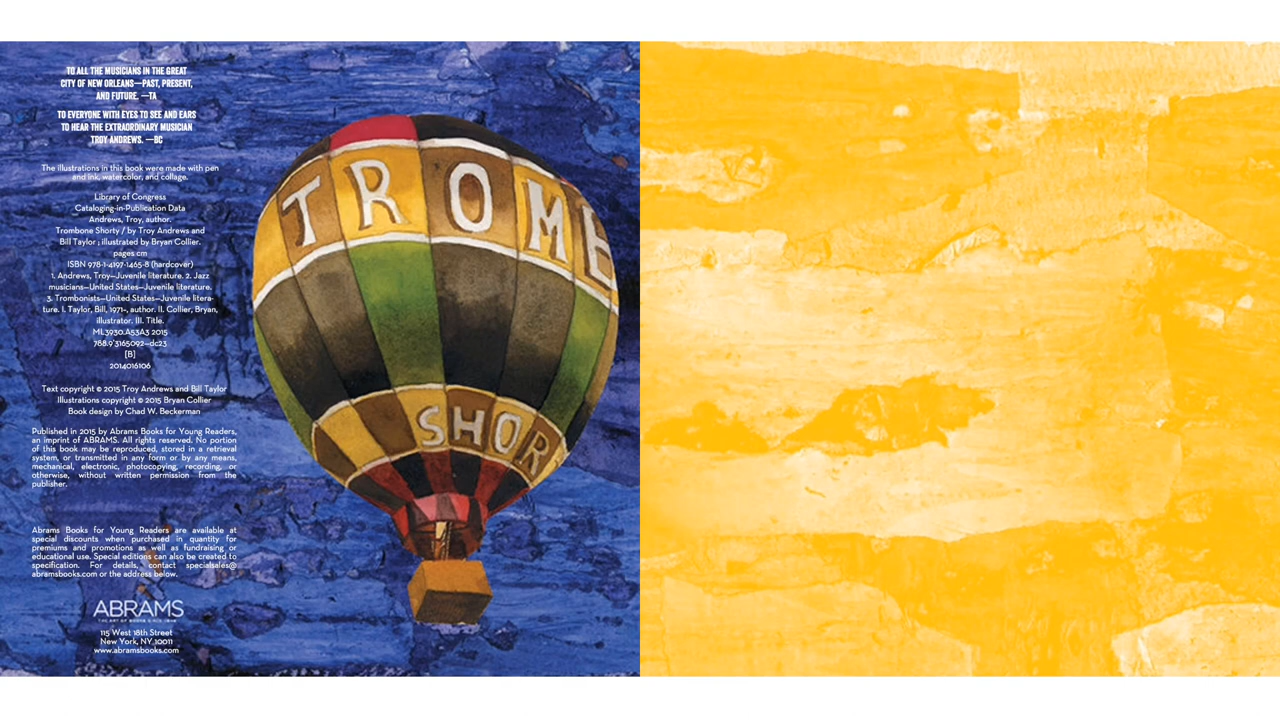 TO ALL THE MUSICIANS IN THE GREAT
CITY OF NEW ORLEANS—PAST, PRESENT,
AND FUTURE. —TA
TO EVERYONE WITH EYES TO SEE AND EARS
TO HEAR THE EXTRAORDINARY MUSICIAN
TROY ANDREWS. —BC
The illustrations in this book were made with pen
and ink, watercolor, and collage.
Library of Congress
Cataloging-in-Publication Data
Andrews, Troy, author.
Trombone Shorty / by Troy Andrews and
Bill Taylor ; illustrated by Bryan Collier.
pages cm
ISBN 978-1-4197-1465-8 (hardcover)
1. Andrews, Troy—Juvenile literature. 2. Jazz
musicians—United States—Juvenile literature.
3. Trombonists—United States—Juvenile litera-
ture. I. Taylor, Bill, 1971–, author. II. Collier, Bryan,
illustrator. III. Title.
ML3930.A53A3 2015
788.9'3165092—dc23
[B]
2014016106
Text copyright © 2015 Troy Andrews and Bill Taylor
Illustrations copyright © 2015 Bryan Collier
Book design by Chad W. Beckerman
Published in 2015 by Abrams Books for Young Readers,
an imprint of ABRAMS. All rights reserved. No portion
of this book may be reproduced, stored in a retrieval
system, or transmitted in any form or by any means,
mechanical, electronic, photocopying, recording, or
otherwise, without written permission from the
publisher.
Abrams Books for Young Readers are available at
special discounts when purchased in quantity for
premiums and promotions as well as fundraising or
educational use. Special editions can also be created to
specification. For details, contact specialsales@
abramsbooks.com or the address below.
ABRAMS
THE ART OF BOOKS SINCE 1949
115 West 18th Street
New York, NY 10011
www.abramsbooks.com
TROMB
SHOR